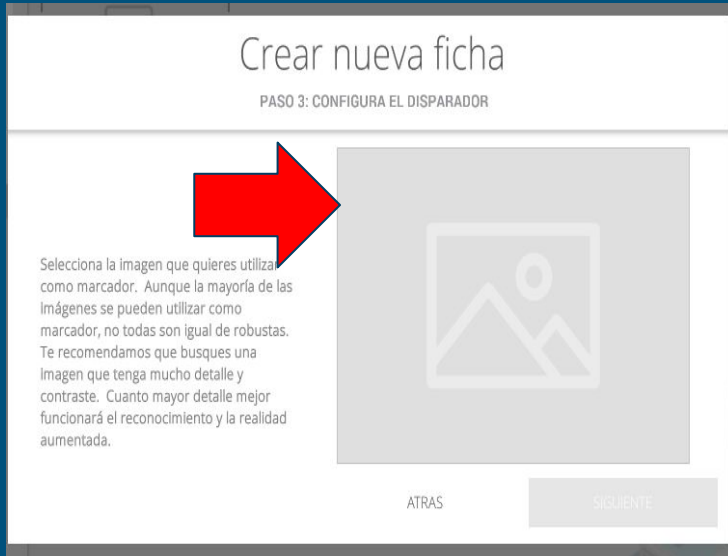 Crear nueva ficha
PASO 3: CONFIGURA EL DISPARADOR
Selecciona la imagen que quieres utilizar
como marcador. Aunque la mayoría de las
imágenes se pueden utilizar como
marcador, no todas son igual de robustas.
Te recomendamos que busques una
imagen que tenga mucho detalle y
contraste. Cuanto mayor detalle mejor
funcionará el reconocimiento y la realidad
aumentada.
ATRAS
SIGUIENTE